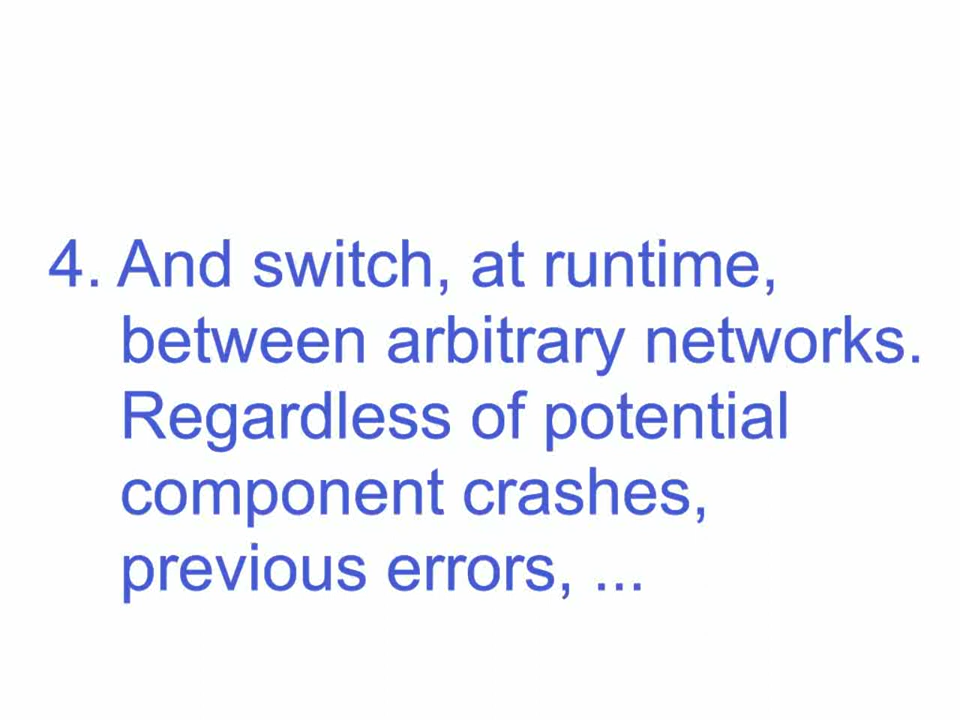 4. And switch, at runtime,
between arbitrary networks.
Regardless of potential
component crashes,
previous errors, ...